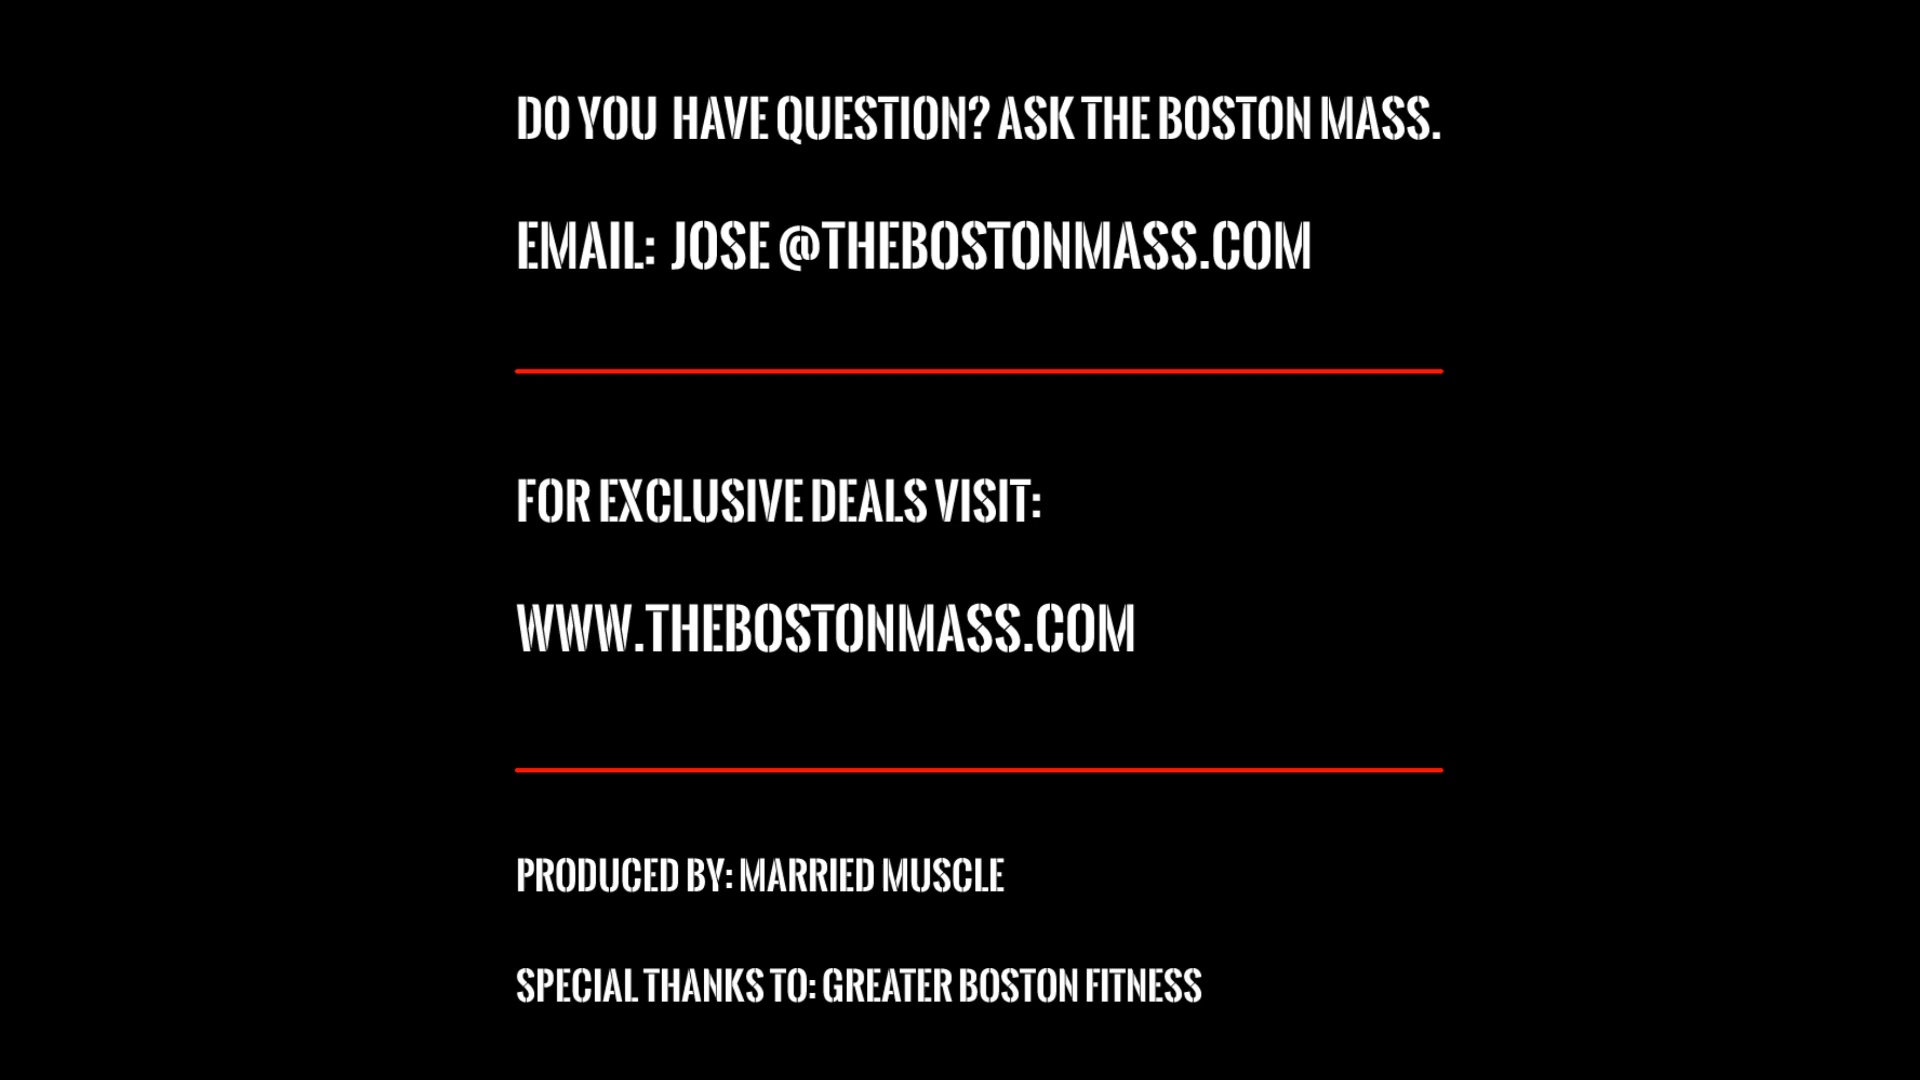 DO YOU HAVE QUESTION? ASK THE BOSTON MASS.
EMAIL: JOSE @THEBOSTONMASS.COM
FOR EXCLUSIVE DEALS VISIT:
WWW.THEBOSTONMASS.COM
PRODUCED BY: MARRIED MUSCLE
SPECIAL THANKS TO: GREATER BOSTON FITNESS